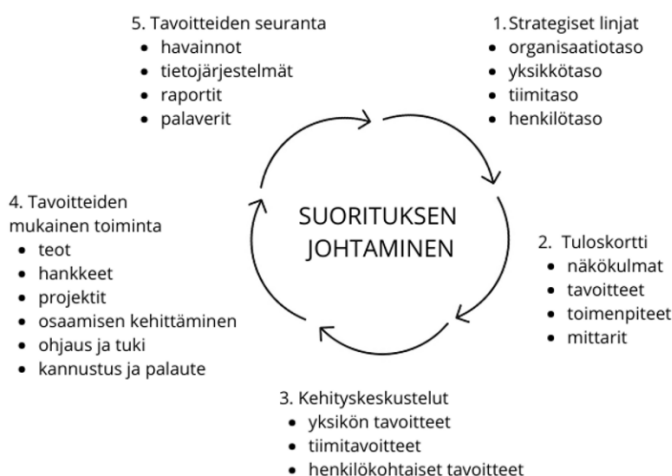 5. Tavoitteiden seuranta
• havainnot
• tietojärjestelmät
• raportit
• palaverit
1. Strategiset linjat
• organisaatiotaso
• yksikkötaso
• tiimitaso
• henkilötaso
SUORITUKSEN
JOHTAMINEN
4. Tavoitteiden
mukainen toiminta
• teot
• hankkeet
• projektit
• osaamisen kehittäminen
• ohjaus ja tuki
• kannustus ja palaute
2. Tuloskortti
• näkökulmat
• tavoitteet
• toimenpiteet
• mittarit
3. Kehityskeskustelut
• yksikön tavoitteet
• tiimitavoitteet
• henkilökohtaiset tavoitteet